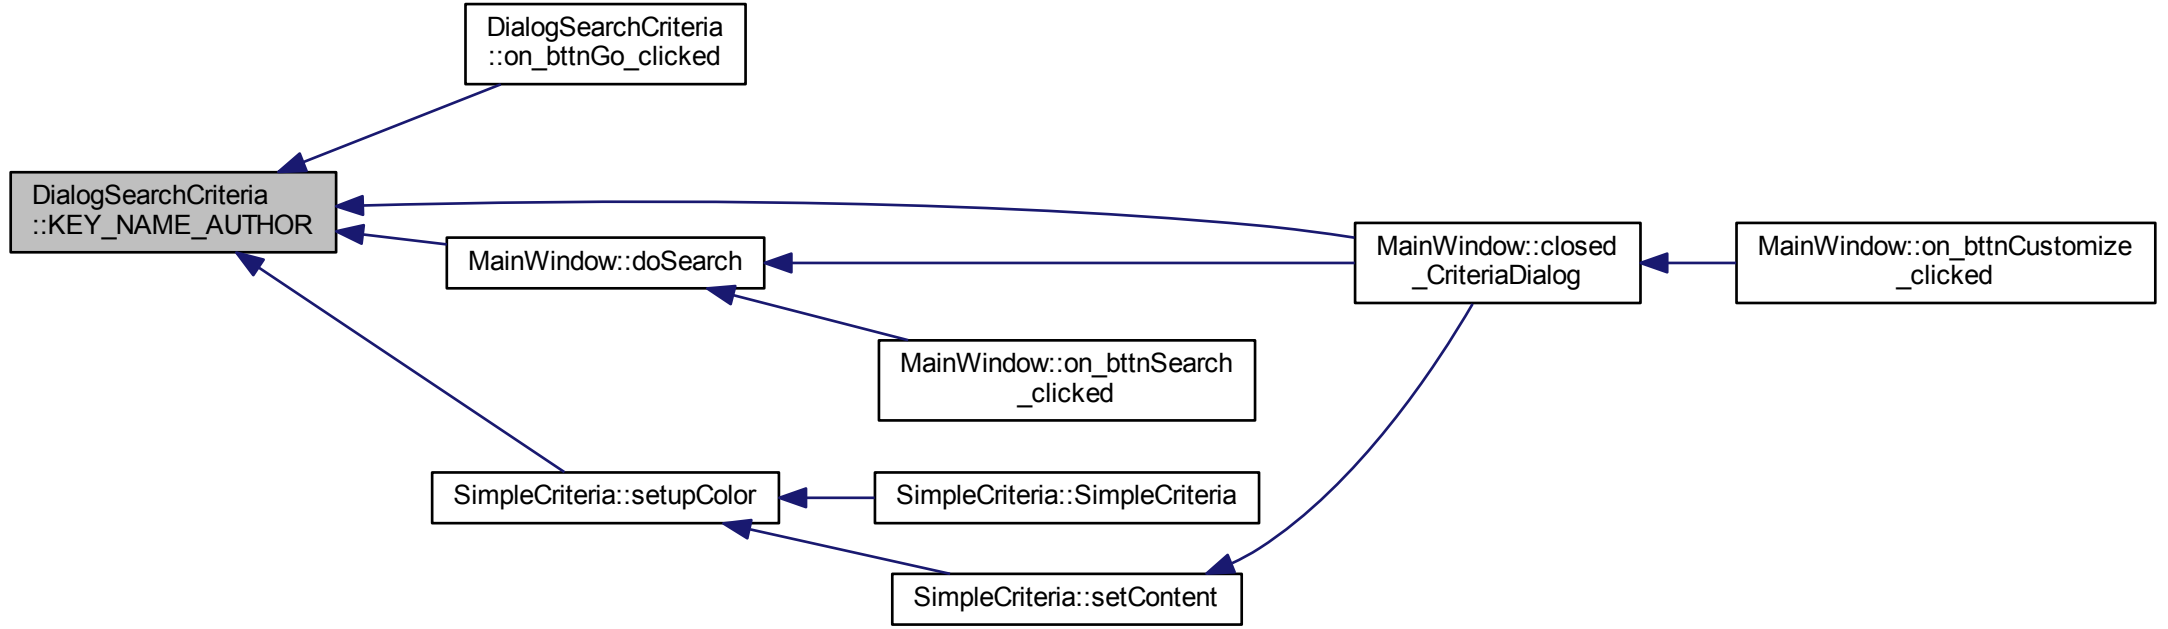 DialogSearchCriteria
::on_bttnGo_clicked
DialogSearchCriteria
::KEY_NAME_AUTHOR
MainWindow::doSearch
MainWindow::closed
_CriteriaDialog
MainWindow::on_bttnCustomize
_clicked
MainWindow::on_bttnSearch
_clicked
SimpleCriteria::setupColor
SimpleCriteria::SimpleCriteria
SimpleCriteria::setContent